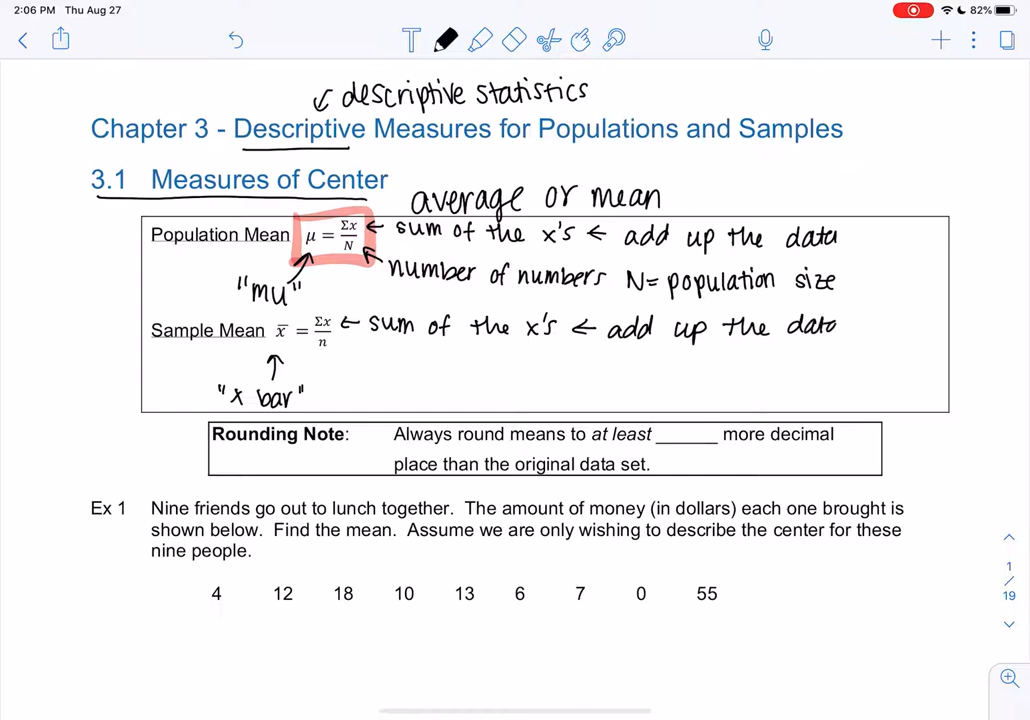 2:06 PM Thu Aug 27 82%
T
↙ descriptive statistics
Chapter 3 - Descriptive Measures for Populations and Samples
3.1 Measures of Center
average or mean
Population Mean μ = Σx/N ← sum of the x's ← add up the data
number of numbers N = population size
"mu"
Sample Mean x̄ = Σx/n ← sum of the x's ← add up the data
"x bar"
Rounding Note: Always round means to at least ______ more decimal
place than the original data set.
Ex 1 Nine friends go out to lunch together. The amount of money (in dollars) each one brought is
shown below. Find the mean. Assume we are only wishing to describe the center for these
nine people.
4 12 18 10 13 6 7 0 55
1
/
19